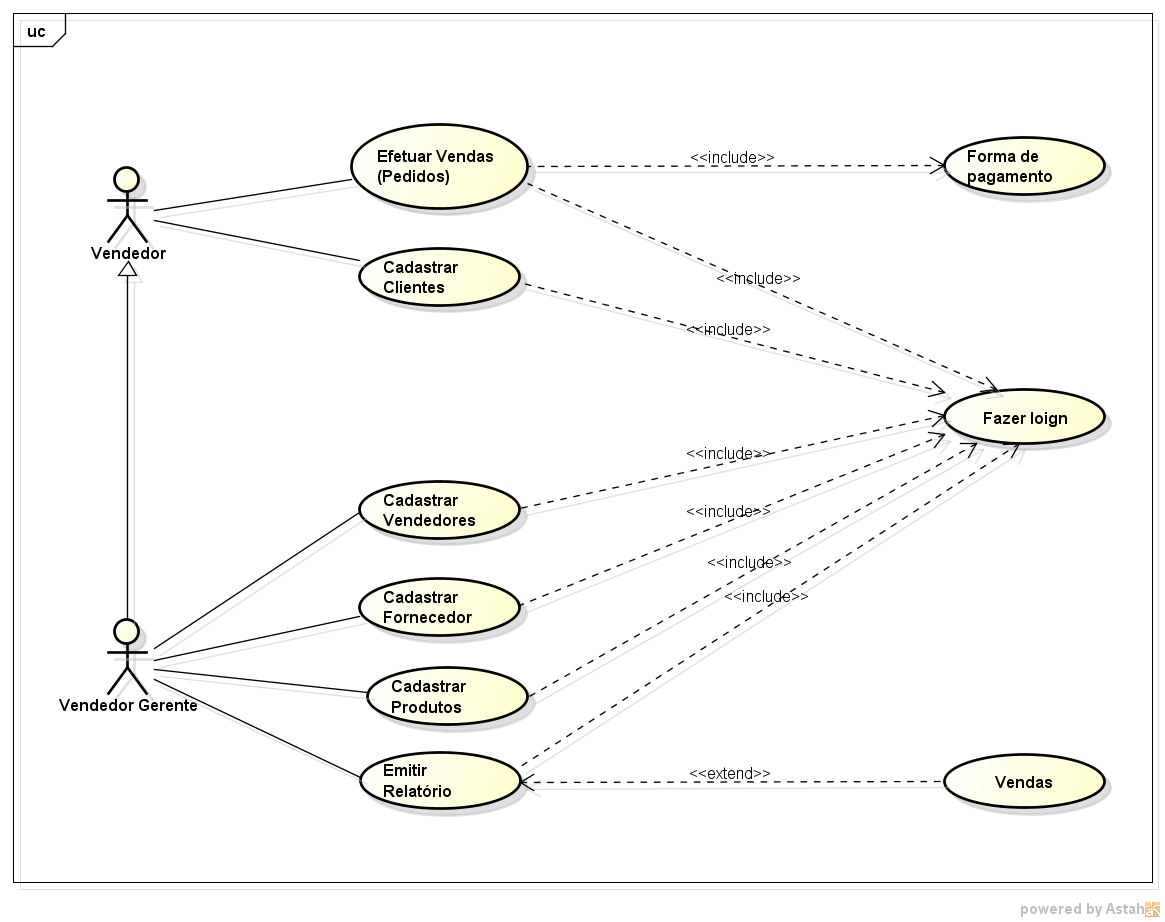 uc
Efetuar Vendas
(Pedidos)
<<include>>
Forma de
pagamento
Vendedor
Cadastrar
Clientes
<<include>>
<<include>>
Fazer loign
<<include>>
Cadastrar
Vendedores
<<include>>
<<include>>
<<include>>
Cadastrar
Fornecedor
Cadastrar
Produtos
Vendedor Gerente
Emitir
Relatório
<<extend>>
Vendas
powered by Astah